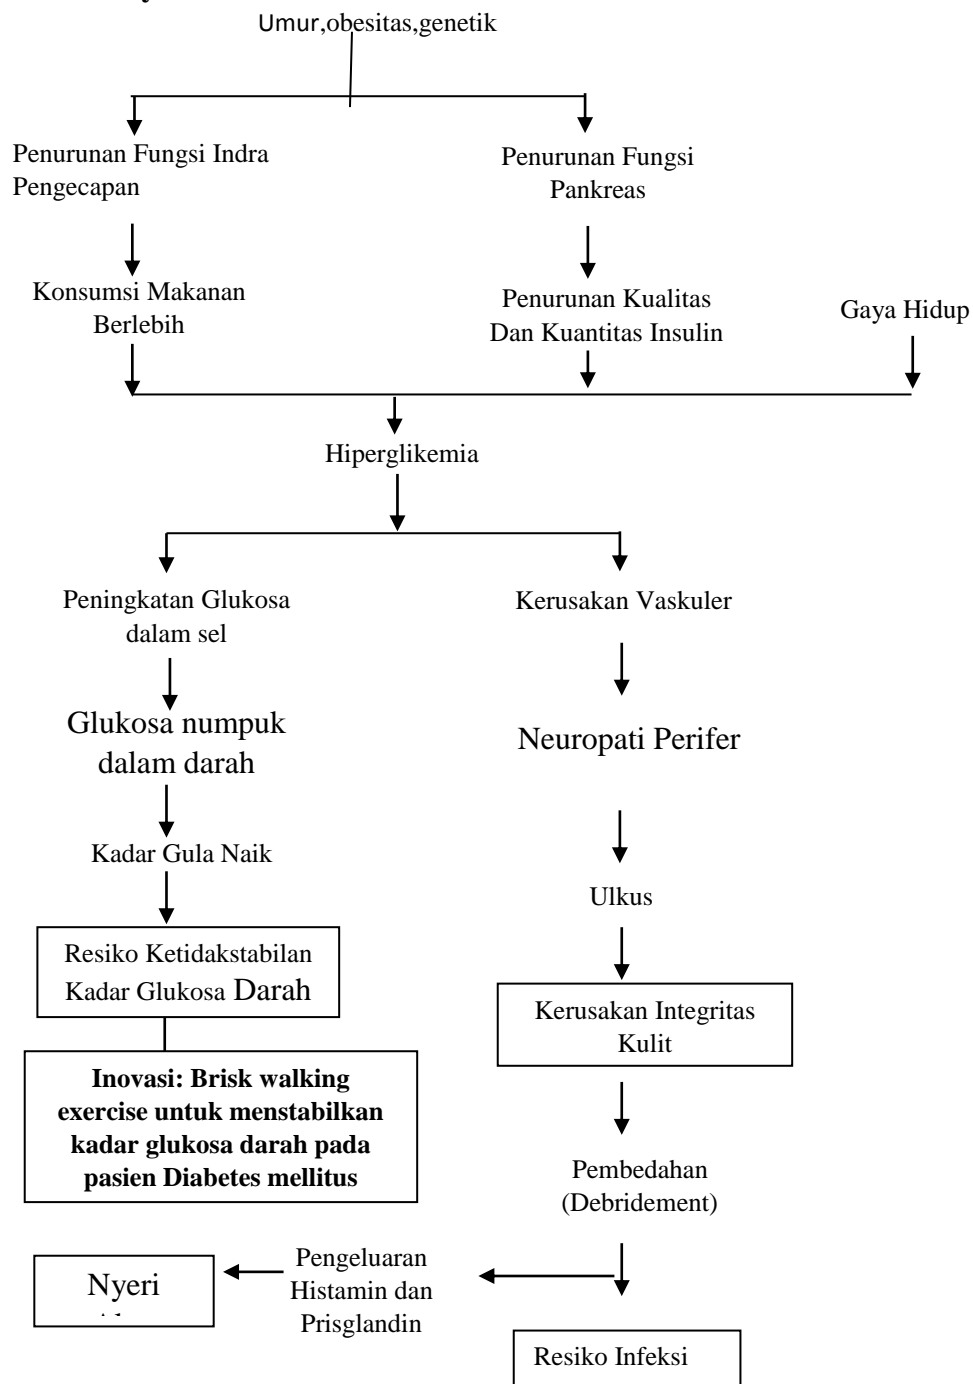 Umur,obesitas,genetik
Penurunan Fungsi Indra
Pengecapan
Penurunan Fungsi
Pankreas
Konsumsi Makanan
Berlebih
Penurunan Kualitas
Dan Kuantitas Insulin
Gaya Hidup
Hiperglikemia
Peningkatan Glukosa
dalam sel
Kerusakan Vaskuler
Glukosa numpuk
dalam darah
Neuropati Perifer
Kadar Gula Naik
Ulkus
Resiko Ketidakstabilan
Kadar Glukosa Darah
Kerusakan Integritas
Kulit
Inovasi: Brisk walking
exercise untuk menstabilkan
kadar glukosa darah pada
pasien Diabetes mellitus
Pembedahan
(Debridement)
Pengeluaran
Histamin dan
Prisglandin
Nyeri
Resiko Infeksi